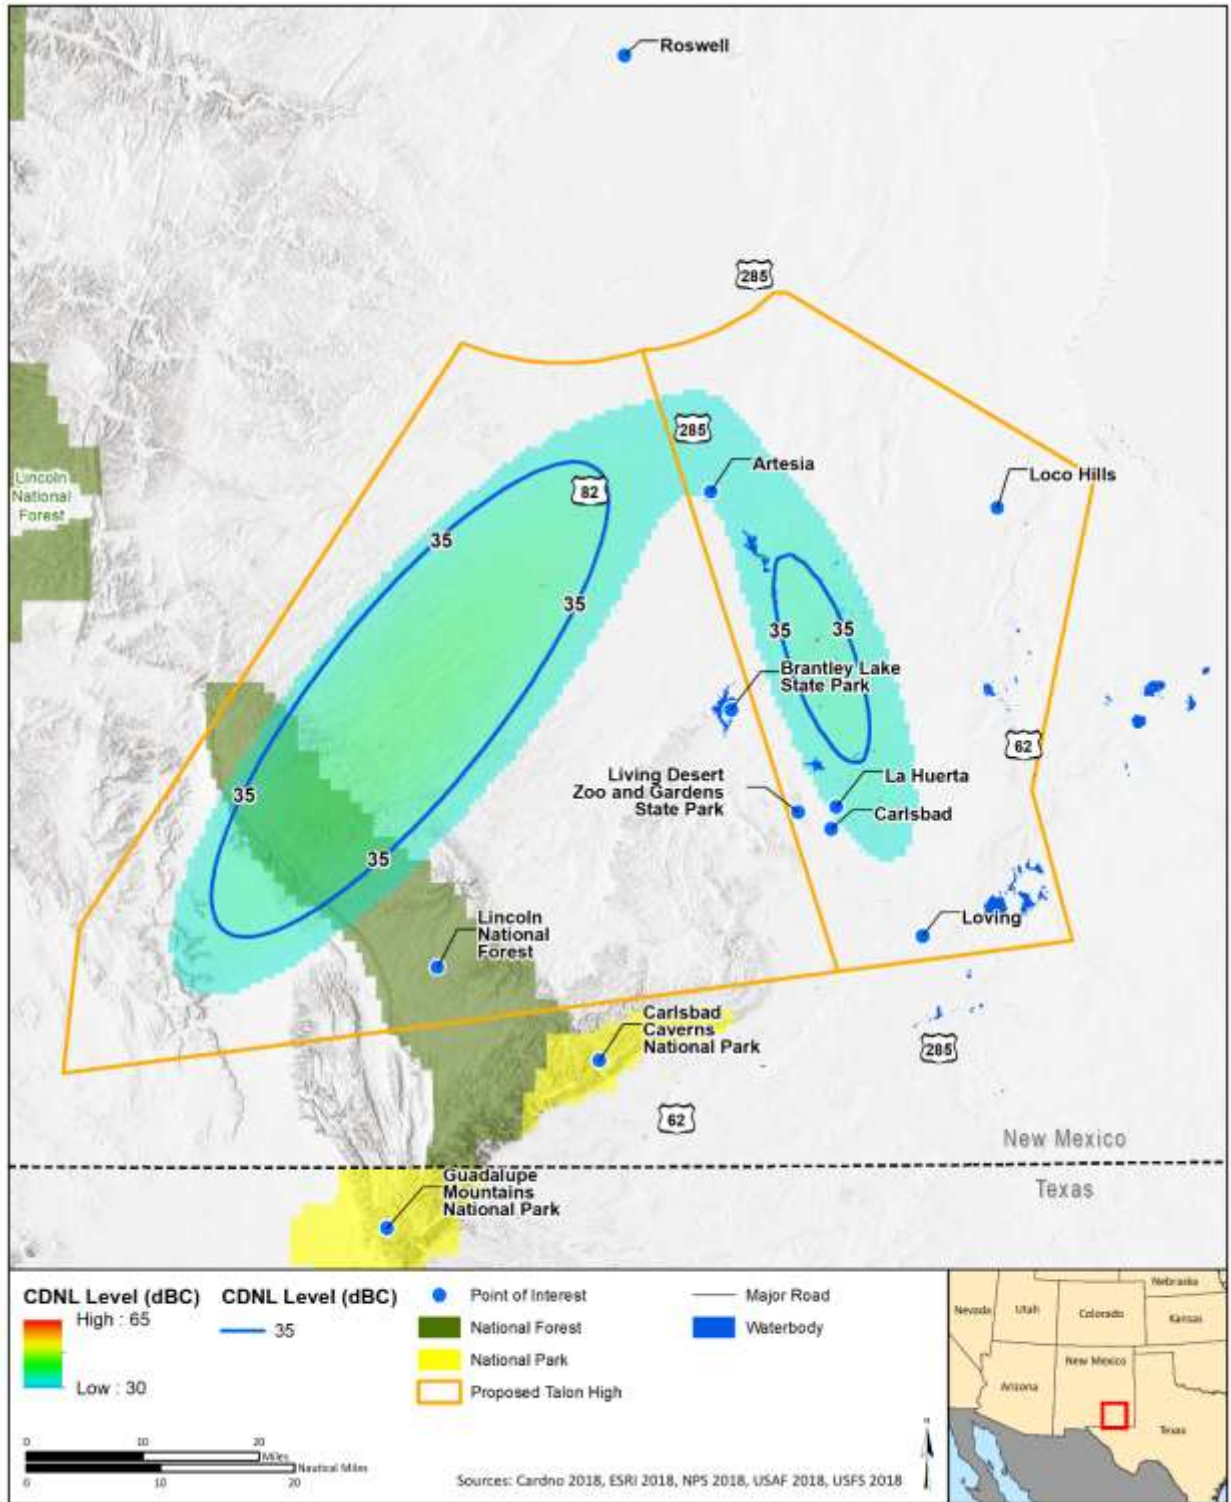 Roswell
285
285
Artesia
Loco Hills
82
Lincoln
National
Forest
35
35
35
35
Brantley Lake
State Park
62
Living Desert
Zoo and Gardens
State Park
La Huerta
Carlsbad
35
35
Lincoln
National
Forest
Loving
Carlsbad
Caverns
National Park
285
62
New Mexico
Texas
Guadalupe
Mountains
National Park
CDNL Level (dBC)
High : 65
Low : 30
CDNL Level (dBC)
35
Point of Interest
National Forest
National Park
Proposed Talon High
Major Road
Waterbody
0 10 20
Miles
Nautical Miles
0 10 20
Sources: Cardno 2018, ESRI 2018, NPS 2018, USAF 2018, USFS 2018
Nebraska
Nevada
Utah
Colorado
Kansas
New Mexico
Arizona
Texas